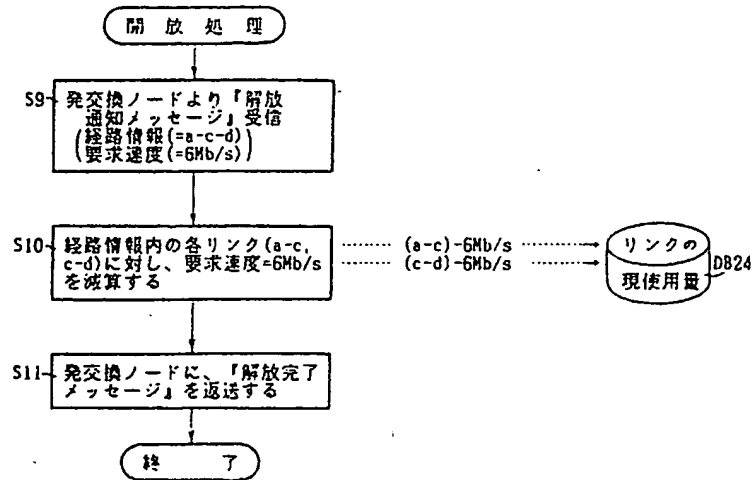 開放処理
S9
発交換ノードより『解放
通知メッセージ』受信
(経路情報(=a-c-d)
要求速度(=6Mb/s))
S10
経路情報内の各リンク(a-c,
c-d)に対し、要求速度=6Mb/s
を減算する
(a-c)-6Mb/s
(c-d)-6Mb/s
リンクの
現使用量
DB24
S11
発交換ノードに、『解放完了
メッセージ』を返送する
終了